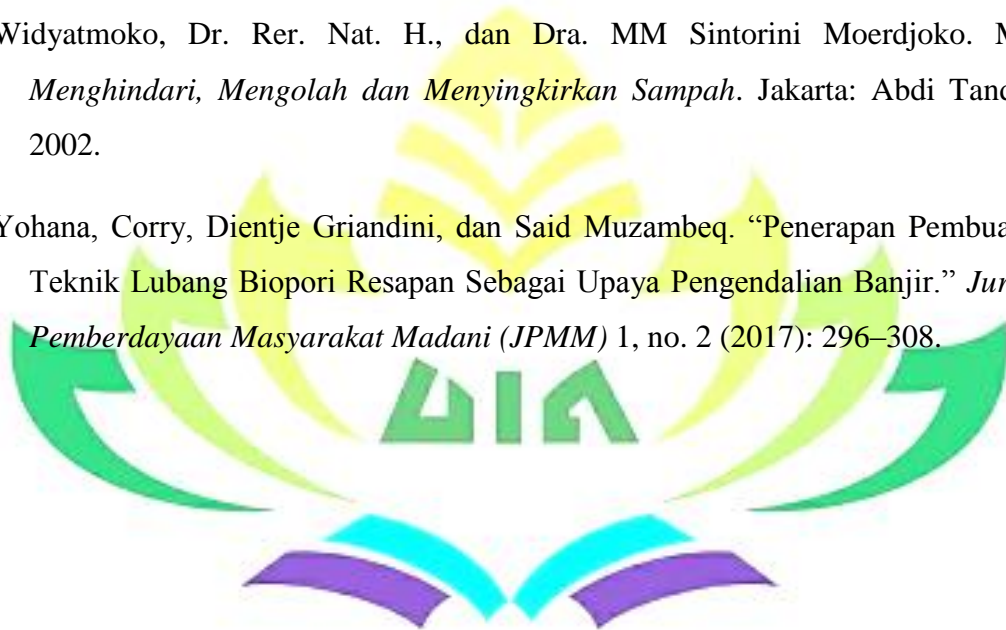 Widyatmoko, Dr. Rer. Nat. H., dan Dra. MM Sintorini Moerdjoko.
Menghindari, Mengolah dan Menyingkirkan Sampah. Jakarta: Abdi
2002.
Yohana, Corry, Dientje Griandini, dan Said Muzambeq. “Penerapan
Teknik Lubang Biopori Resapan Sebagai Upaya Pengendalian Banjir.”
Pemberdayaan Masyarakat Madani (JPMM) 1, no. 2 (2017): 296–308.
UIN